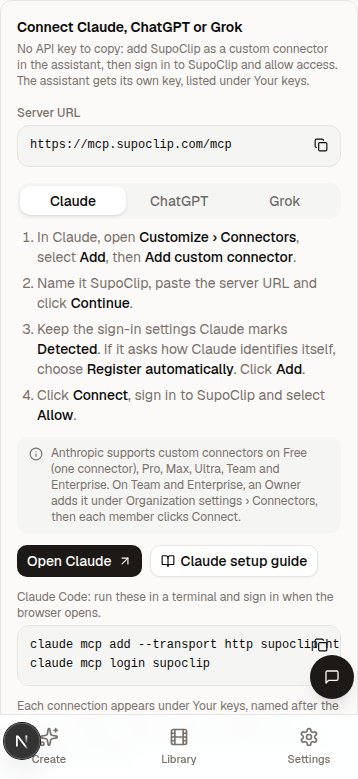 Connect Claude, ChatGPT or Grok
No API key to copy: add SupoClip as a custom connector
in the assistant, then sign in to SupoClip and allow access.
The assistant gets its own key, listed under Your keys.
Server URL
https://mcp.supoclip.com/mcp
Claude ChatGPT Grok
1. In Claude, open Customize › Connectors,
select Add, then Add custom connector.
2. Name it SupoClip, paste the server URL and
click Continue.
3. Keep the sign-in settings Claude marks
Detected. If it asks how Claude identifies itself,
choose Register automatically. Click Add.
4. Click Connect, sign in to SupoClip and select
Allow.
Anthropic supports custom connectors on Free
(one connector), Pro, Max, Ultra, Team and
Enterprise. On Team and Enterprise, an Owner
adds it under Organization settings › Connectors,
then each member clicks Connect.
Open Claude ↗ Claude setup guide
Claude Code: run these in a terminal and sign in when the
browser opens.
claude mcp add --transport http supoclip ht
claude mcp login supoclip
Each connection appears under Your keys, named after the
N Create Library Settings